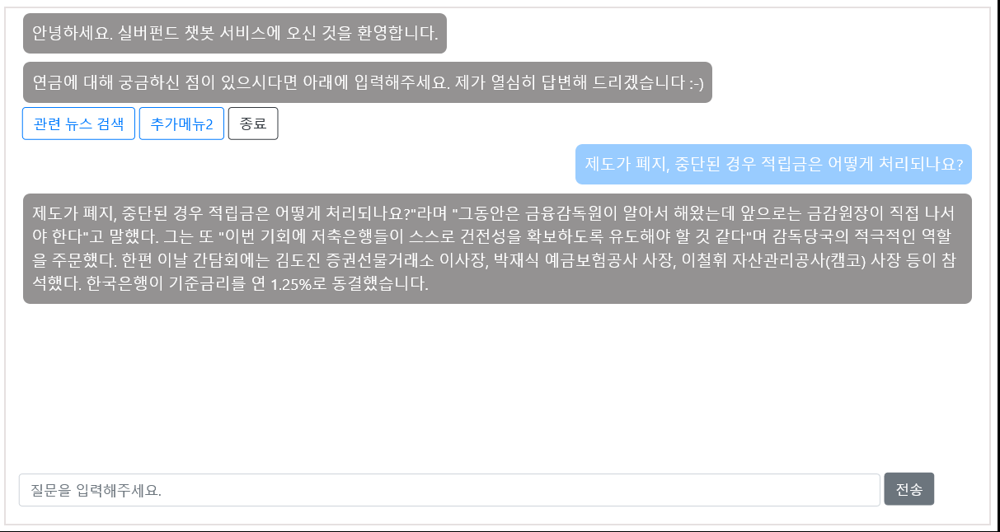 안녕하세요. 실버펀드 챗봇 서비스에 오신 것을 환영합니다.
연금에 대해 궁금하신 점이 있으시다면 아래에 입력해주세요. 제가 열심히 답변해 드리겠습니다 :-)
관련 뉴스 검색 추가메뉴2 종료
제도가 폐지, 중단된 경우 적립금은 어떻게 처리되나요?
제도가 폐지, 중단된 경우 적립금은 어떻게 처리되나요?"라며 "그동안은 금융감독원이 알아서 해왔는데 앞으로는 금감원장이 직접 나서
야 한다"고 말했다. 그는 또 "이번 기회에 저축은행들이 스스로 건전성을 확보하도록 유도해야 할 것 같다"며 감독당국의 적극적인 역할
을 주문했다. 한편 이날 간담회에는 김도진 증권선물거래소 이사장, 박재식 예금보험공사 사장, 이철휘 자산관리공사(캠코) 사장 등이 참
석했다. 한국은행이 기준금리를 연 1.25%로 동결했습니다.
질문을 입력해주세요. 전송